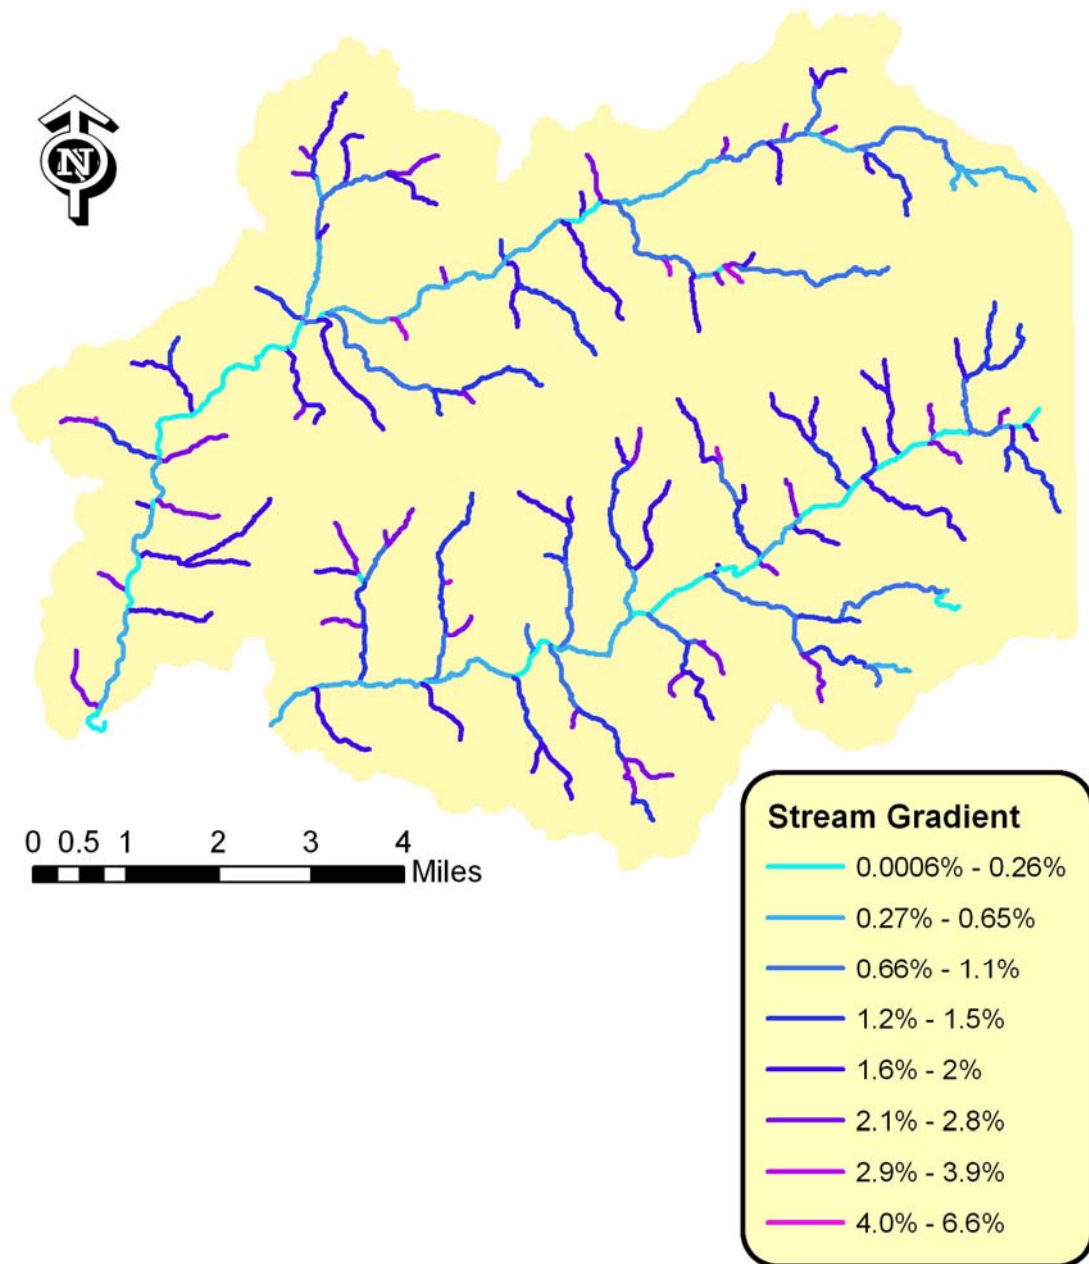 N
0 0.5 1 2 3 4
Miles
Stream Gradient
0.0006% - 0.26%
0.27% - 0.65%
0.66% - 1.1%
1.2% - 1.5%
1.6% - 2%
2.1% - 2.8%
2.9% - 3.9%
4.0% - 6.6%